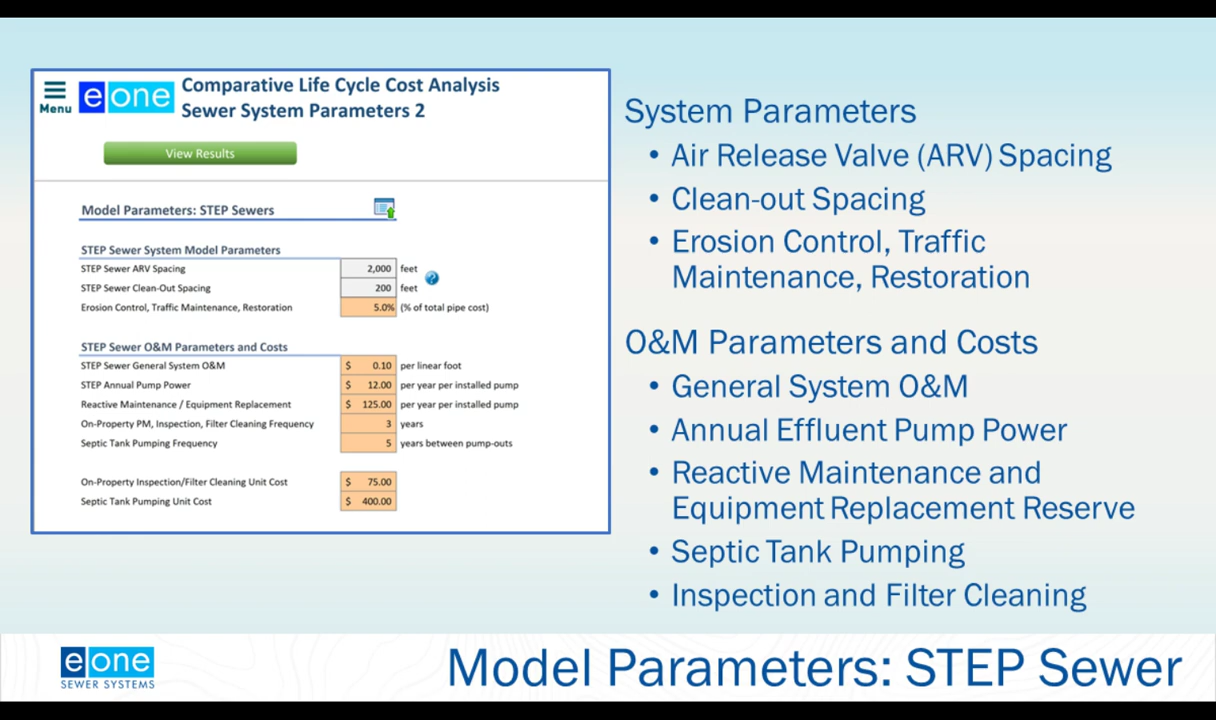 Menu
e one
Comparative Life Cycle Cost Analysis
Sewer System Parameters 2
View Results
Model Parameters: STEP Sewers
STEP Sewer System Model Parameters
STEP Sewer ARV Spacing 2,000 feet
STEP Sewer Clean-Out Spacing 200 feet
?
Erosion Control, Traffic Maintenance, Restoration 5.0% (% of total pipe cost)
STEP Sewer O&M Parameters and Costs
STEP Sewer General System O&M $ 0.10 per linear foot
STEP Annual Pump Power $ 12.00 per year per installed pump
Reactive Maintenance / Equipment Replacement $ 125.00 per year per installed pump
On-Property PM, Inspection, Filter Cleaning Frequency 3 years
Septic Tank Pumping Frequency 5 years between pump-outs
On-Property Inspection/Filter Cleaning Unit Cost $ 75.00
Septic Tank Pumping Unit Cost $ 400.00
System Parameters
• Air Release Valve (ARV) Spacing
• Clean-out Spacing
• Erosion Control, Traffic
Maintenance, Restoration
O&M Parameters and Costs
• General System O&M
• Annual Effluent Pump Power
• Reactive Maintenance and
Equipment Replacement Reserve
• Septic Tank Pumping
• Inspection and Filter Cleaning
e one
SEWER SYSTEMS
Model Parameters: STEP Sewer